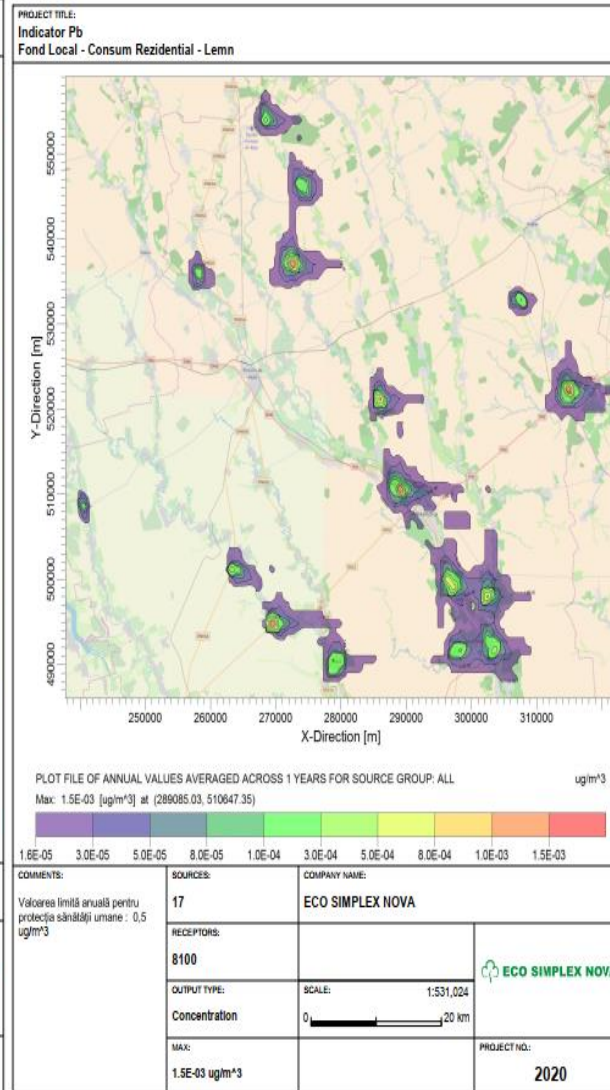 PROJECT TITLE:
Indicator Pb
Fond Local - Consum Rezidential - Lemn
Y-Direction [m]
550000
540000
530000
520000
510000
500000
490000
250000 260000 270000 280000 290000 300000 310000
X-Direction [m]
PLOT FILE OF ANNUAL VALUES AVERAGED ACROSS 1 YEARS FOR SOURCE GROUP: ALL ug/m^3
Max: 1.5E-03 [ug/m^3] at (289085.03, 510647.35)
1.6E-05 3.0E-05 5.0E-05 8.0E-05 1.0E-04 3.0E-04 5.0E-04 8.0E-04 1.0E-03 1.5E-03
COMMENTS:
Valoarea limită anuală pentru
protecția sănătății umane : 0,5
ug/m^3
SOURCES:
17
COMPANY NAME:
ECO SIMPLEX NOVA
RECEPTORS:
8100
OUTPUT TYPE:
Concentration
SCALE: 1:531,024
0 20 km
ECO SIMPLEX NOVA
MAX:
1.5E-03 ug/m^3
PROJECT NO.:
2020